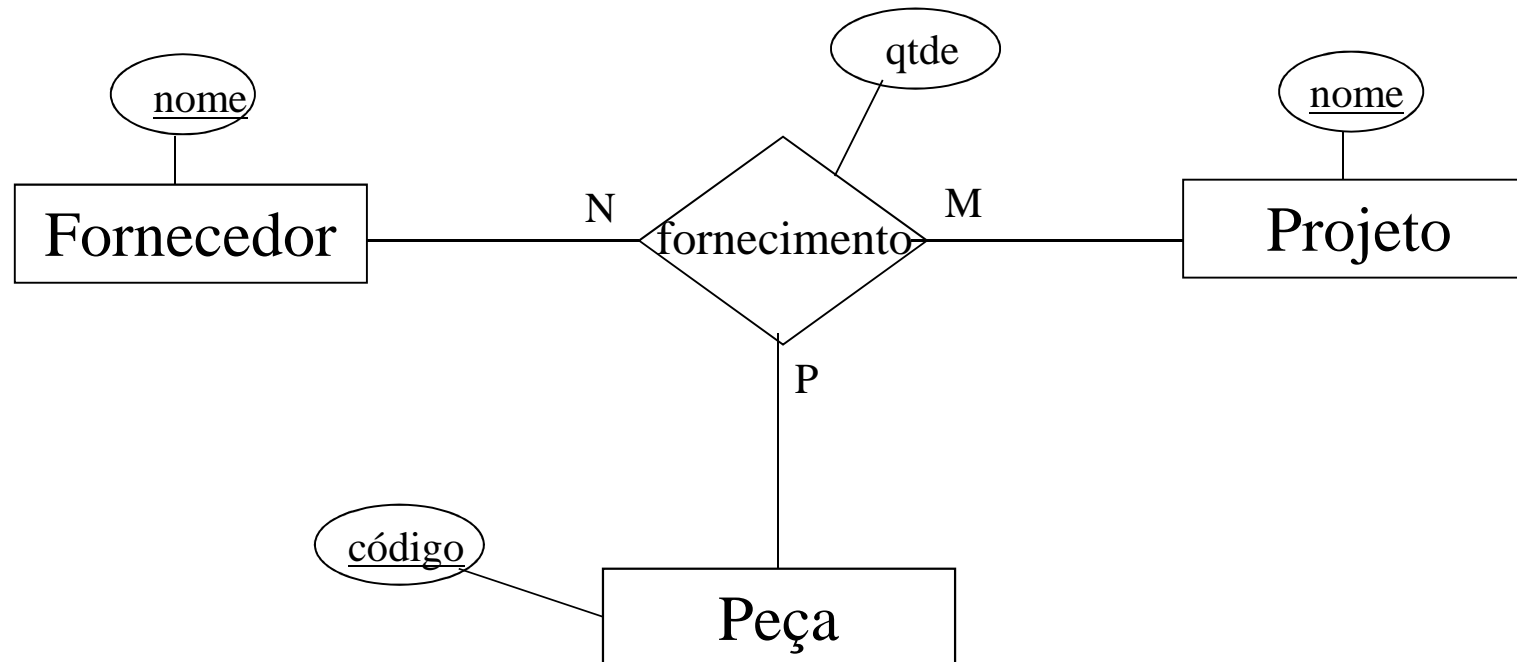 qtde
nome
nome
N
M
Fornecedor
fornecimento
Projeto
P
código
Peça